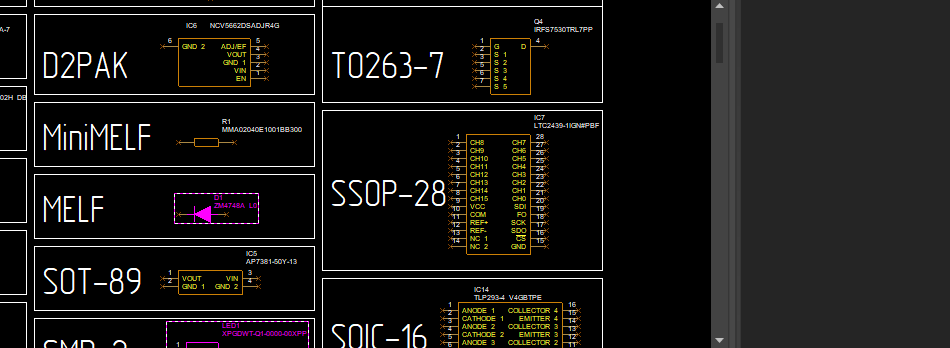 A-7
02H DB
D2PAK
IC6 NCV5662DSADJR4G
6 GND 2 ADJ/EF 5
VOUT 4
GND 1 3
VIN 2
EN 1
MiniMELF
R1
MMA02040E1001BB300
MELF
D1
ZM4748A L0
SOT-89
IC5
AP7381-50Y-13
1 VOUT VIN 3
2 GND 1 GND 2 4
LED1
XPGDWT-D1-0000-00XPP
TO263-7
Q4
IRFS7530TRL7PP
1 G D 4
2 S 1
3 S 2
5 S 3
6 S 4
7 S 5
SSOP-28
IC7
LTC2439-1IGN#PBF
1 CH8 CH7 28
2 CH9 CH6 27
3 CH10 CH5 26
4 CH11 CH4 25
5 CH12 CH3 24
6 CH13 CH2 23
7 CH14 CH1 22
8 CH15 CH0 21
9 VCC SDI 20
10 COM FO 19
11 REF+ SCK 18
12 REF- SDO 17
13 NC 1 CS 16
14 NC 2 GND 15
SOIC-16
IC14
TLP293-4 V4GBTPE
1 ANODE 1 COLLECTOR 4 16
2 CATHODE 1 EMITTER 4 15
3 ANODE 2 COLLECTOR 3 14
4 CATHODE 2 EMITTER 3 13
5 ANODE 3 COLLECTOR 2 12
6 11